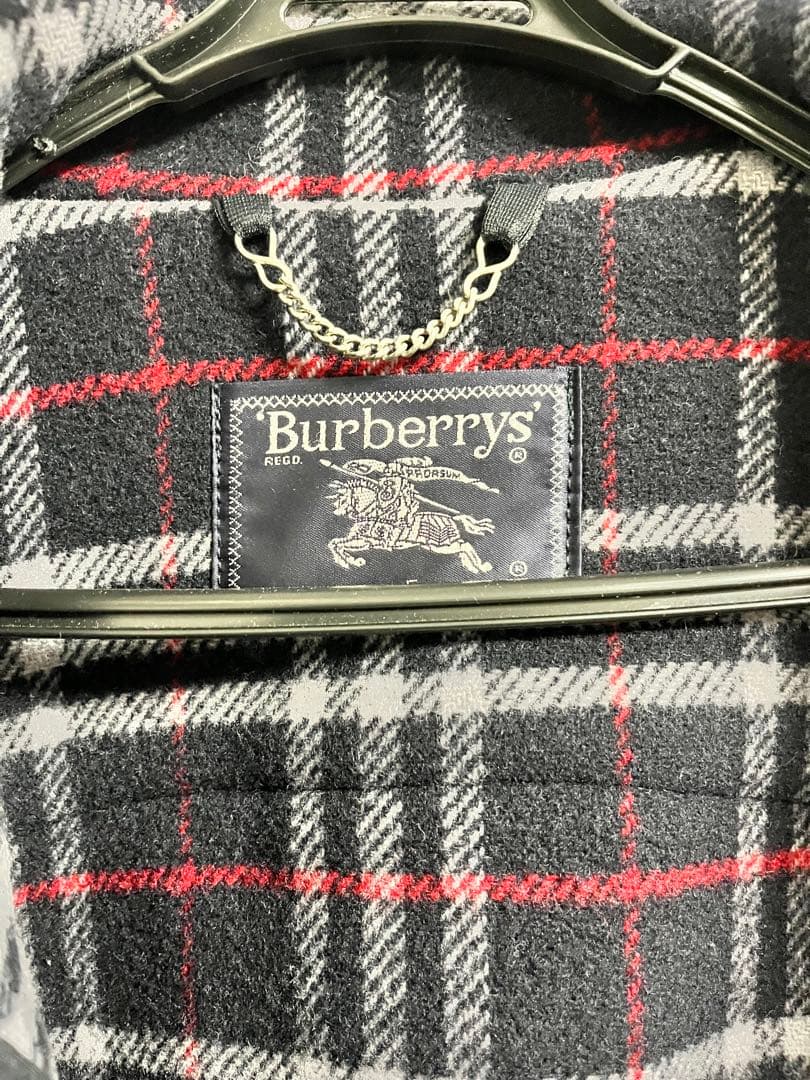 'Burberrys'
REGD. ®
PRORSUM
®